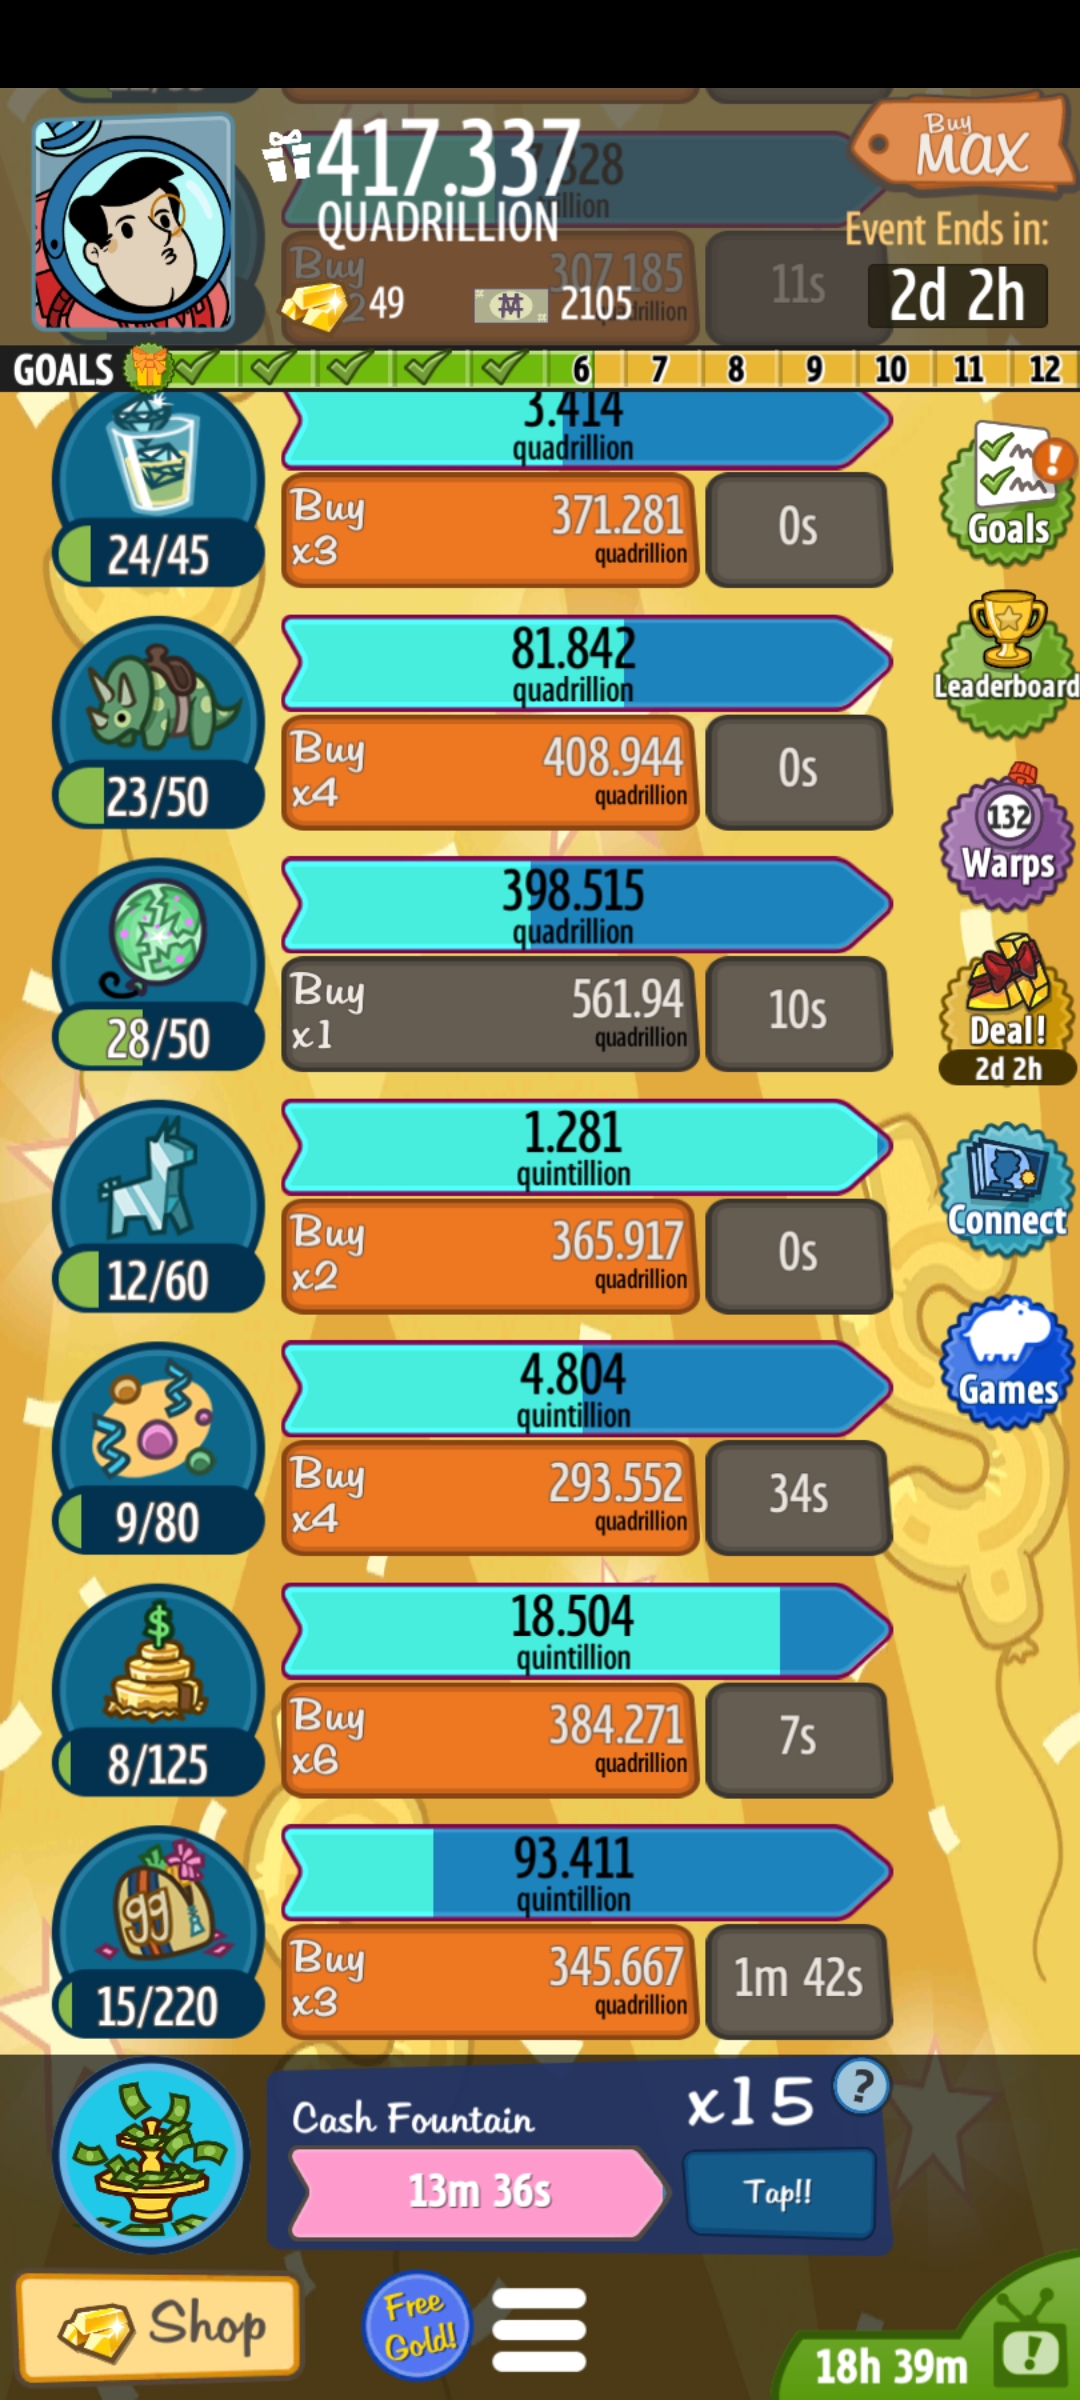 417.337
QUADRILLION
Buy
MAX
Event Ends in:
2d 2h
49
2105
Buy
307.185
11s
GOALS
6 7 8 9 10 11 12
3.414
quadrillion
Buy
x3
371.281
quadrillion
0s
24/45
Goals
81.842
quadrillion
Buy
x4
408.944
quadrillion
0s
23/50
Leaderboard
132
Warps
398.515
quadrillion
Buy
x1
561.94
quadrillion
10s
28/50
Deal!
2d 2h
1.281
quintillion
Buy
x2
365.917
quadrillion
0s
12/60
Connect
4.804
quintillion
Buy
x4
293.552
quadrillion
34s
9/80
Games
18.504
quintillion
Buy
x6
384.271
quadrillion
7s
$
8/125
93.411
quintillion
Buy
x3
345.667
quadrillion
1m 42s
99
15/220
Cash Fountain
x15
?
13m 36s
Tap!!
Shop
Free
Gold!
18h 39m